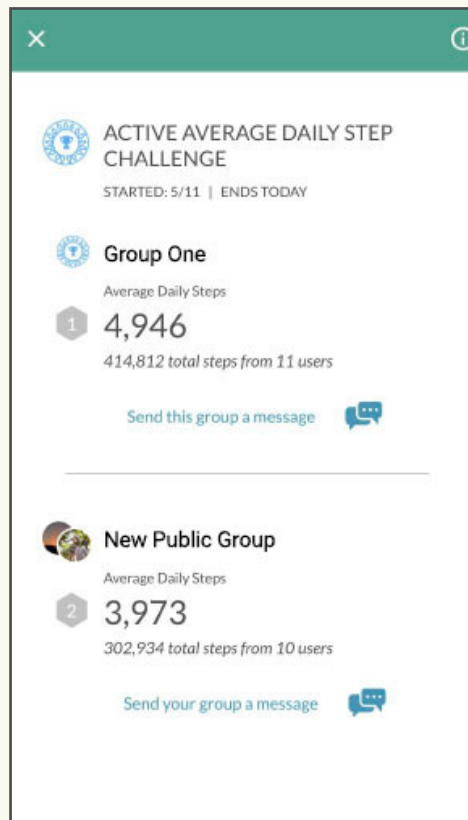 ACTIVE AVERAGE DAILY STEP
CHALLENGE
STARTED: 5/11 | ENDS TODAY
Group One
Average Daily Steps
1
4,946
414,812 total steps from 11 users
Send this group a message
New Public Group
Average Daily Steps
2
3,973
302,934 total steps from 10 users
Send your group a message